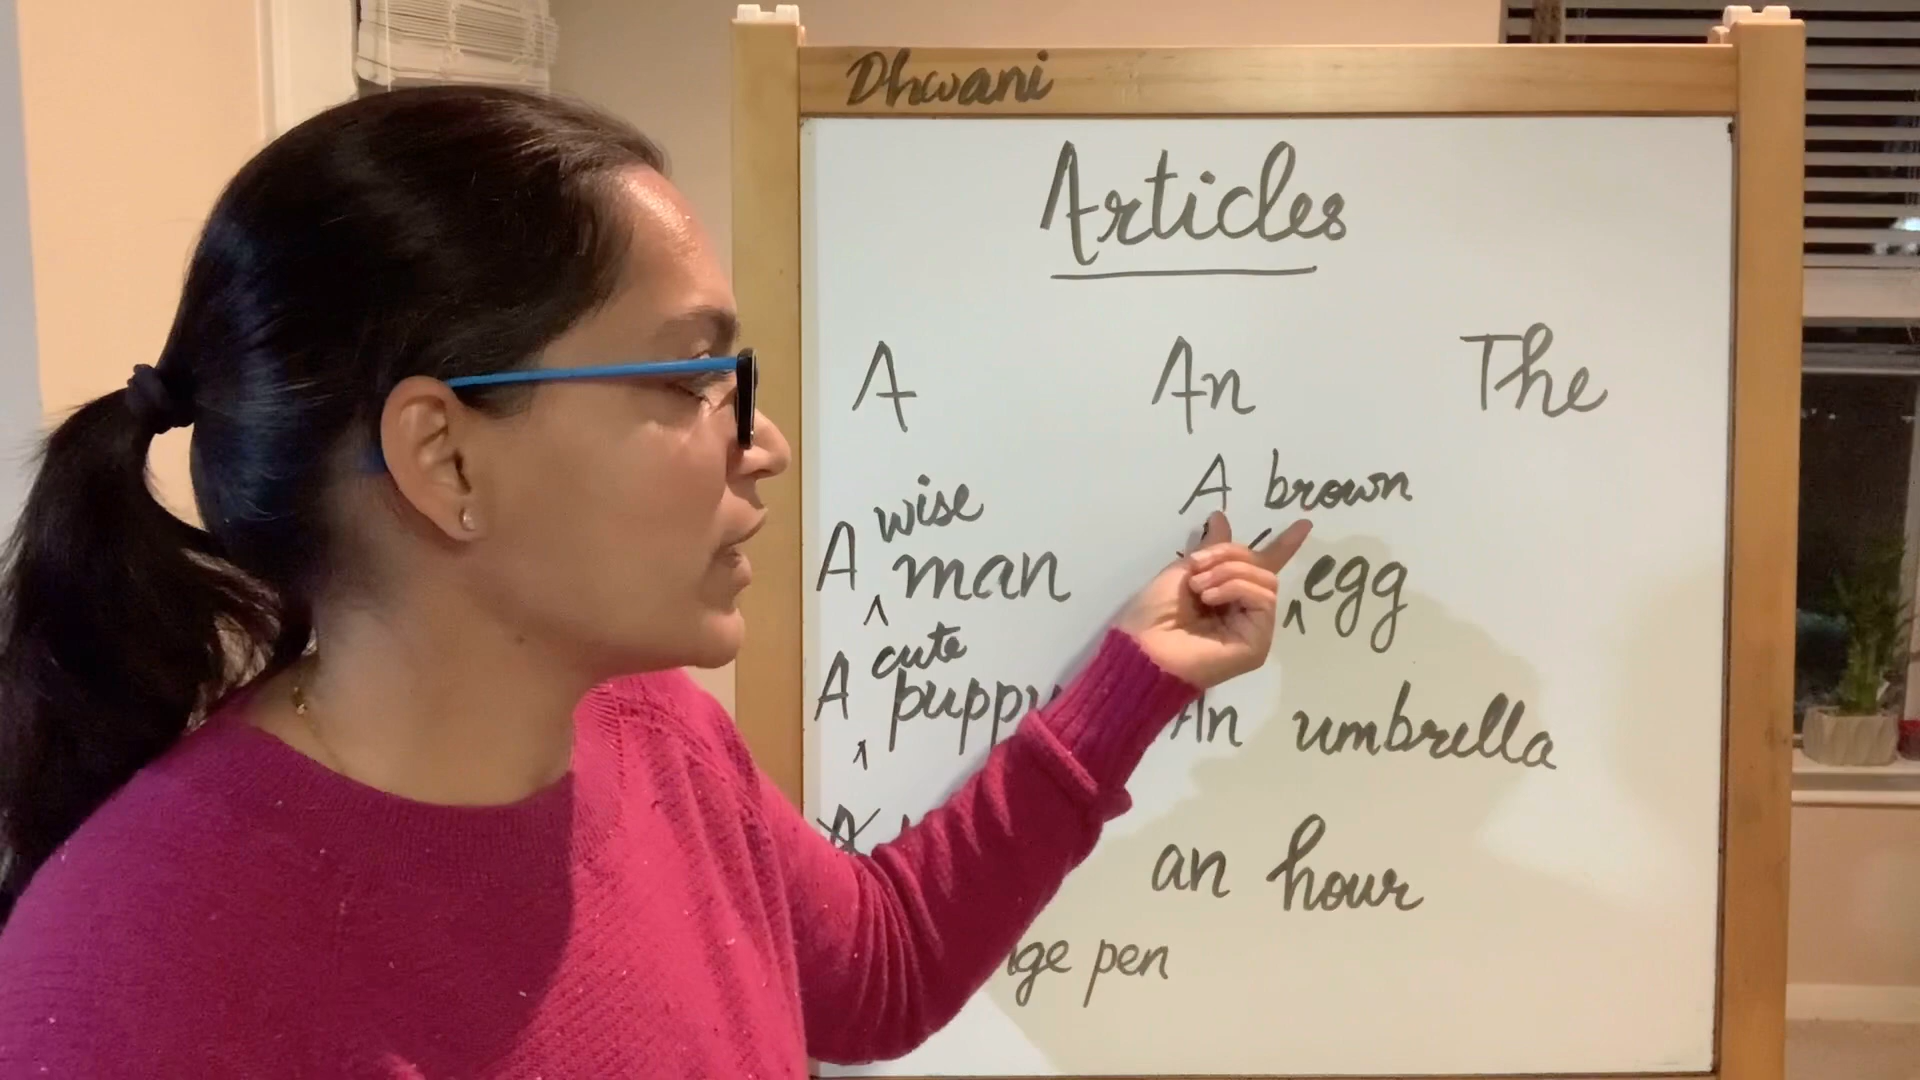 Dhwani
Articles
A An The
A brown
wise
A ^ man
^ egg
cute
A ^ puppy
An umbrella
A
an hour
pen